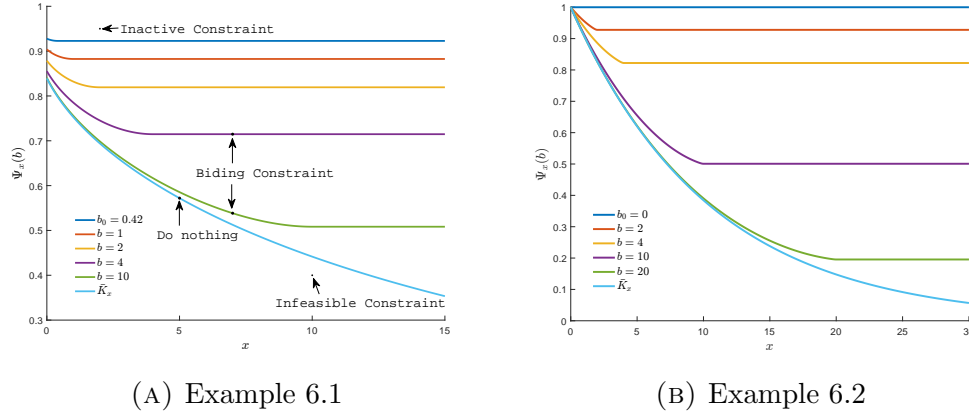 1
0.9
0.8
0.7
0.6
0.5
0.4
0.3
Ψx(b)
Inactive Constraint
Biding Constraint
Do nothing
Infeasible Constraint
b0 = 0.42
b = 1
b = 2
b = 4
b = 10
K̄x
0 5 10 15
x
(A) Example 6.1
1
0.9
0.8
0.7
0.6
0.5
0.4
0.3
0.2
0.1
0
Ψx(b)
b0 = 0
b = 2
b = 4
b = 10
b = 20
K̄x
0 5 10 15 20 25 30
x
(B) Example 6.2